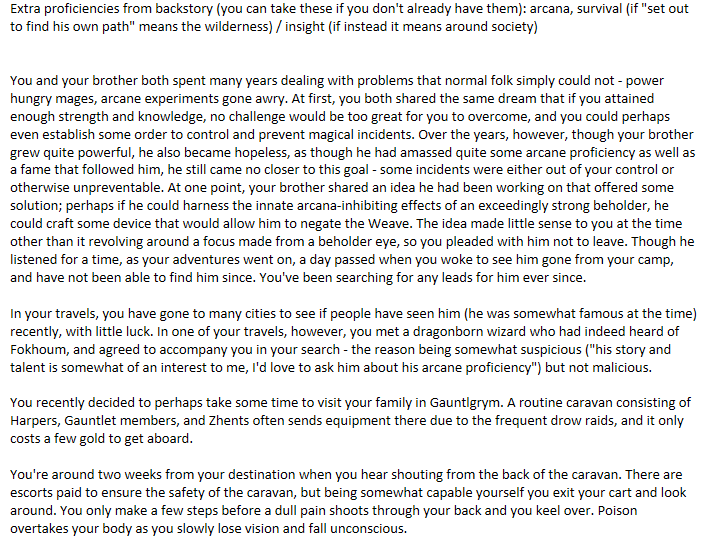 Extra proficiencies from backstory (you can take these if you don't already have them): arcana, survival (if "set out
to find his own path" means the wilderness) / insight (if instead it means around society)
You and your brother both spent many years dealing with problems that normal folk simply could not - power
hungry mages, arcane experiments gone awry. At first, you both shared the same dream that if you attained
enough strength and knowledge, no challenge would be too great for you to overcome, and you could perhaps
even establish some order to control and prevent magical incidents. Over the years, however, though your brother
grew quite powerful, he also became hopeless, as though he had amassed quite some arcane proficiency as well as
a fame that followed him, he still came no closer to this goal - some incidents were either out of your control or
otherwise unpreventable. At one point, your brother shared an idea he had been working on that offered some
solution; perhaps if he could harness the innate arcana-inhibiting effects of an exceedingly strong beholder, he
could craft some device that would allow him to negate the Weave. The idea made little sense to you at the time
other than it revolving around a focus made from a beholder eye, so you pleaded with him not to leave. Though he
listened for a time, as your adventures went on, a day passed when you woke to see him gone from your camp,
and have not been able to find him since. You've been searching for any leads for him ever since.
In your travels, you have gone to many cities to see if people have seen him (he was somewhat famous at the time)
recently, with little luck. In one of your travels, however, you met a dragonborn wizard who had indeed heard of
Fokhoum, and agreed to accompany you in your search - the reason being somewhat suspicious ("his story and
talent is somewhat of an interest to me, I'd love to ask him about his arcane proficiency") but not malicious.
You recently decided to perhaps take some time to visit your family in Gauntlgrym. A routine caravan consisting of
Harpers, Gauntlet members, and Zhents often sends equipment there due to the frequent drow raids, and it only
costs a few gold to get aboard.
You're around two weeks from your destination when you hear shouting from the back of the caravan. There are
escorts paid to ensure the safety of the caravan, but being somewhat capable yourself you exit your cart and look
around. You only make a few steps before a dull pain shoots through your back and you keel over. Poison
overtakes your body as you slowly lose vision and fall unconscious.